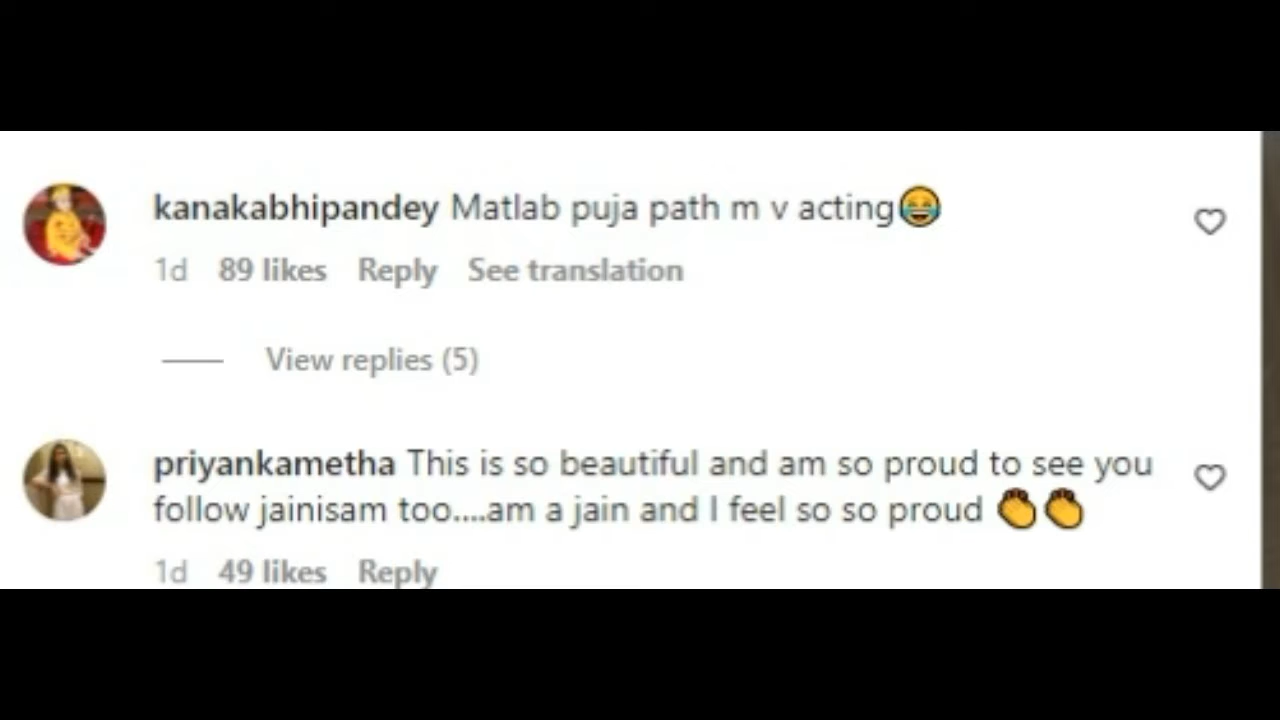 kanakabhipandey Matlab puja path m v acting😂
1d 89 likes Reply See translation
View replies (5)
priyankametha This is so beautiful and am so proud to see you
follow jainisam too....am a jain and I feel so so proud 👏👏
1d 49 likes Reply